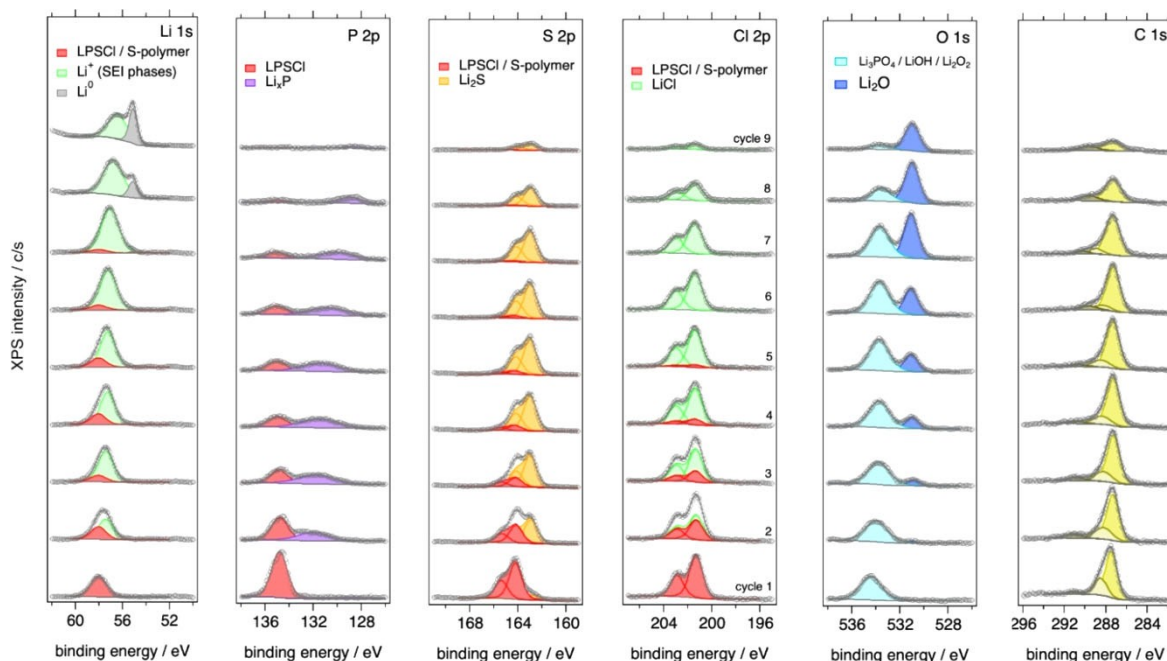 Li 1s
LPSCl / S-polymer
Li⁺ (SEI phases)
Li⁰
P 2p
LPSCl
LiₓP
S 2p
LPSCl / S-polymer
Li₂S
Cl 2p
LPSCl / S-polymer
LiCl
O 1s
Li₃PO₄ / LiOH / Li₂O₂
Li₂O
C 1s
XPS intensity / c/s
cycle 9
8
7
6
5
4
3
2
cycle 1
60 56 52
136 132 128
168 164 160
204 200 196
536 532 528
296 292 288 284
binding energy / eV
binding energy / eV
binding energy / eV
binding energy / eV
binding energy / eV
binding energy / eV